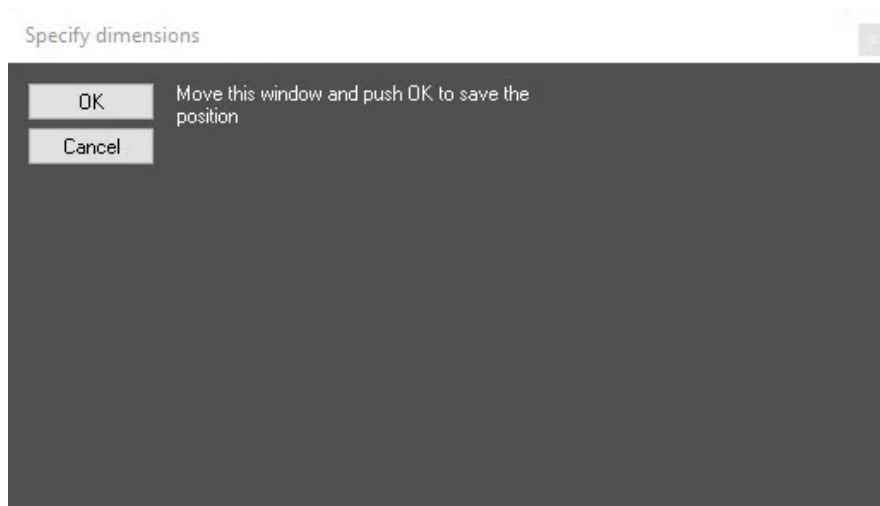 Specify dimensions
OK
Move this window and push OK to save the
position
Cancel